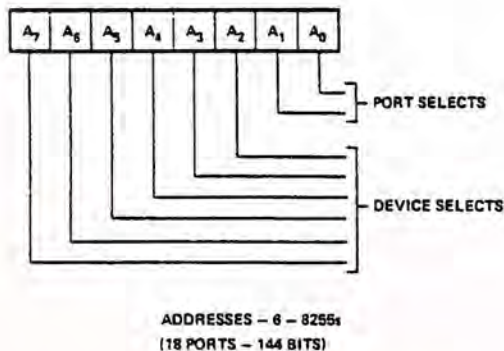 A₇ A₆ A₅ A₄ A₃ A₂ A₁ A₀
PORT SELECTS
DEVICE SELECTS
ADDRESSES – 6 – 8255s
(18 PORTS – 144 BITS)